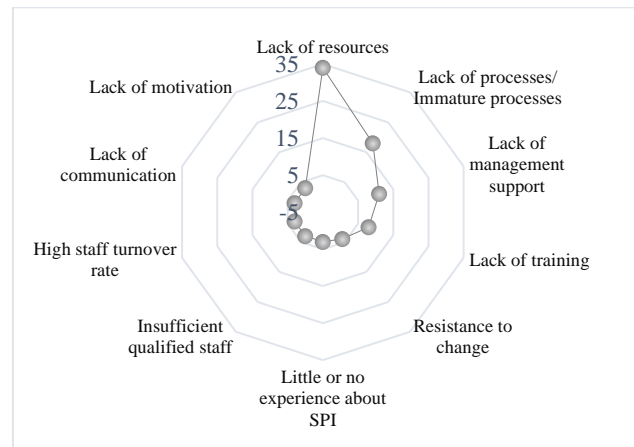 Lack of resources
35
25
15
5
-5
Lack of processes/
Immature processes
Lack of
management
support
Lack of training
Resistance to
change
Little or no
experience about
SPI
Insufficient
qualified staff
High staff turnover
rate
Lack of
communication
Lack of motivation